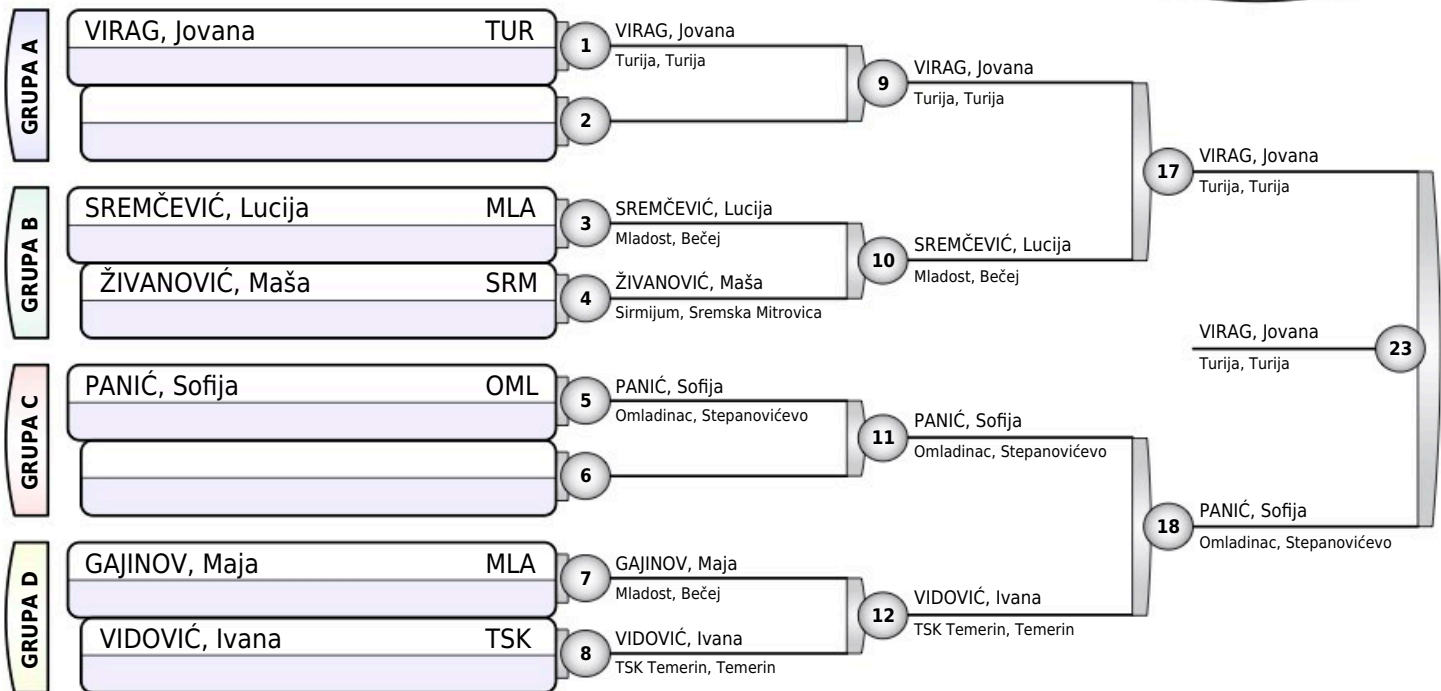 GRUPA A
VIRAG, Jovana TUR
1
VIRAG, Jovana
Turija, Turija
2
9
VIRAG, Jovana
Turija, Turija
GRUPA B
SREMČEVIĆ, Lucija MLA
3
SREMČEVIĆ, Lucija
Mladost, Bečej
ŽIVANOVIĆ, Maša SRM
4
ŽIVANOVIĆ, Maša
Sirmijum, Sremska Mitrovica
10
SREMČEVIĆ, Lucija
Mladost, Bečej
17
VIRAG, Jovana
Turija, Turija
GRUPA C
PANIĆ, Sofija OML
5
PANIĆ, Sofija
Omladinac, Stepanovićevo
6
11
PANIĆ, Sofija
Omladinac, Stepanovićevo
GRUPA D
GAJINOV, Maja MLA
7
GAJINOV, Maja
Mladost, Bečej
VIDOVIĆ, Ivana TSK
8
VIDOVIĆ, Ivana
TSK Temerin, Temerin
12
VIDOVIĆ, Ivana
TSK Temerin, Temerin
18
PANIĆ, Sofija
Omladinac, Stepanovićevo
VIRAG, Jovana
Turija, Turija
23